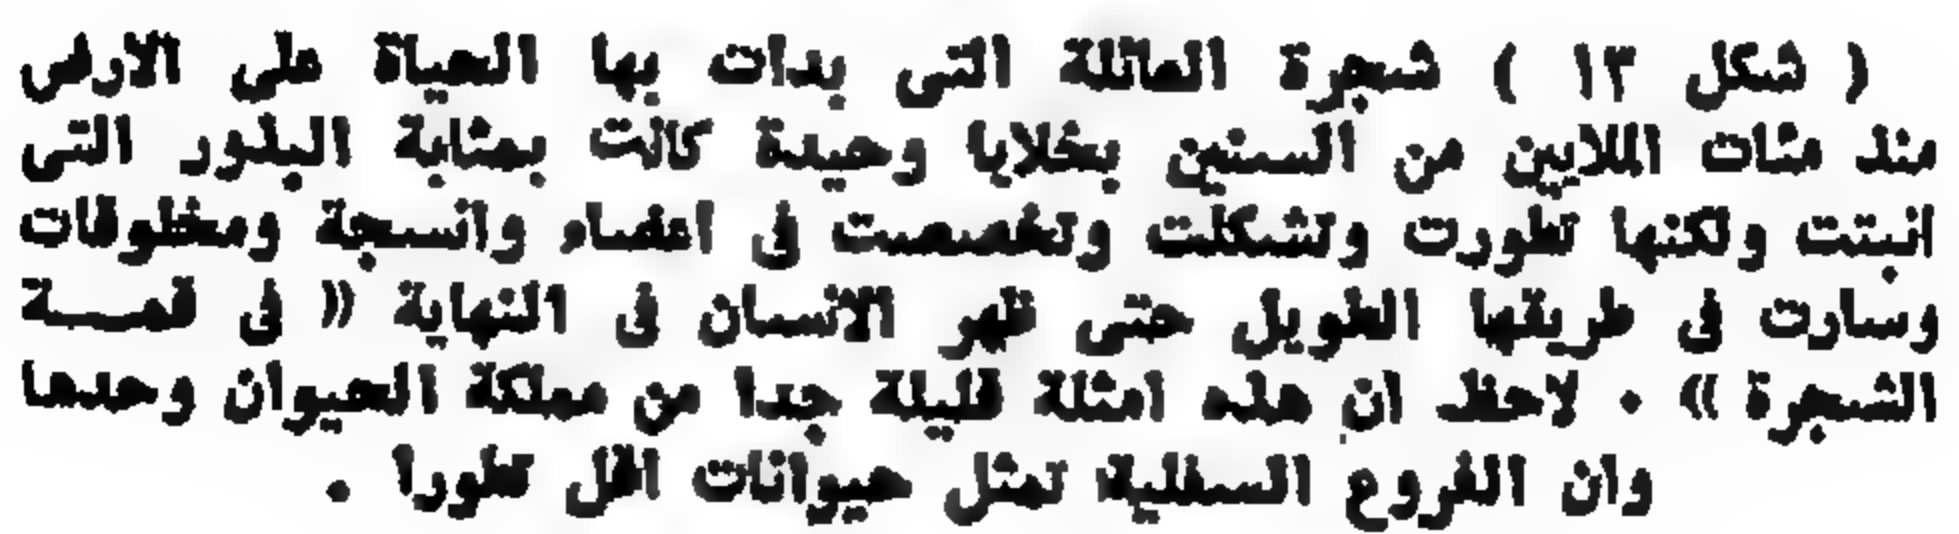 ( شكل ١٣ ) شجرة العائلة التى بدات بها الحياة على الارض
منذ مئات الملايين من السنين بخلايا وحيدة كانت بمثابة البذور التى
انبتت ولكنها تطورت وتشكلت وتخصصت فى اعضاء وانسجة ومخلوقات
وسارت فى طريقها الطويل حتى ظهر الانسان فى النهاية « فى قمـــة
الشجرة » . لاحظ ان هذه امثلة قليلة جدا من مملكة الحيوان وحدها
وان الفروع السفلية تمثل حيوانات اقل تطورا .